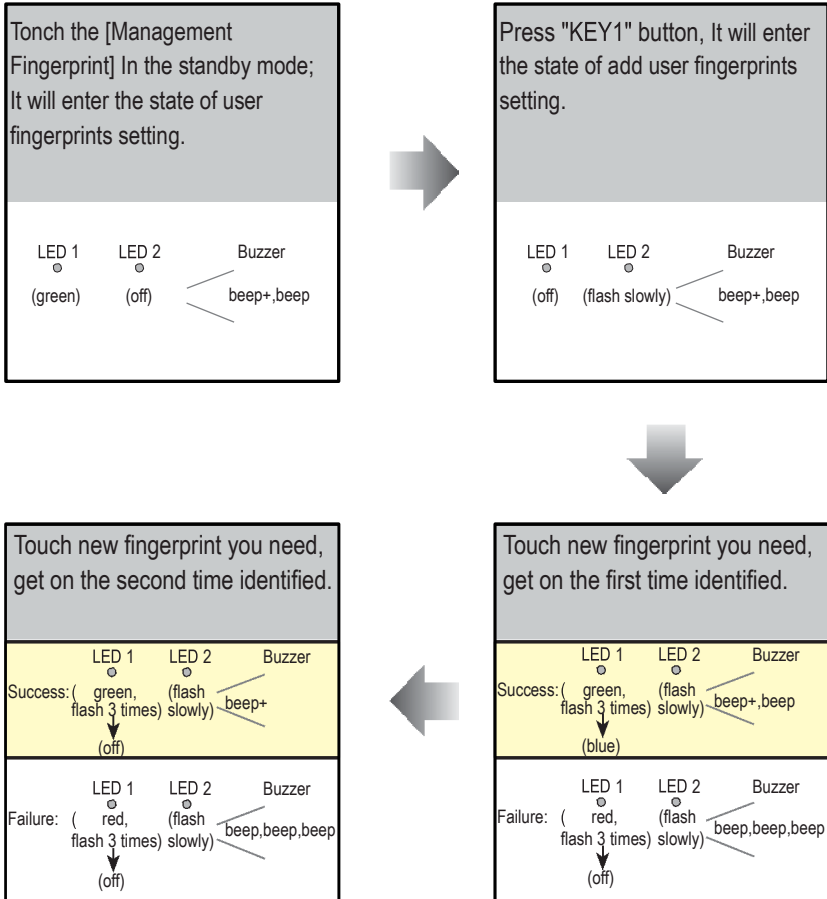 Tonch the [Management
Fingerprint] In the standby mode;
It will enter the state of user
fingerprints setting.
LED 1 LED 2 Buzzer
(green) (off) beep+,beep
Press "KEY1" button, It will enter
the state of add user fingerprints
setting.
LED 1 LED 2 Buzzer
(off) (flash slowly) beep+,beep
Touch new fingerprint you need,
get on the first time identified.
LED 1 LED 2 Buzzer
Success: ( green, (flash
flash 3 times) slowly) beep+,beep
(blue)
LED 1 LED 2 Buzzer
Failure: ( red, (flash
flash 3 times) slowly) beep,beep,beep
(off)
Touch new fingerprint you need,
get on the second time identified.
LED 1 LED 2 Buzzer
Success: ( green, (flash
flash 3 times) slowly) beep+
(off)
LED 1 LED 2 Buzzer
Failure: ( red, (flash
flash 3 times) slowly) beep,beep,beep
(off)